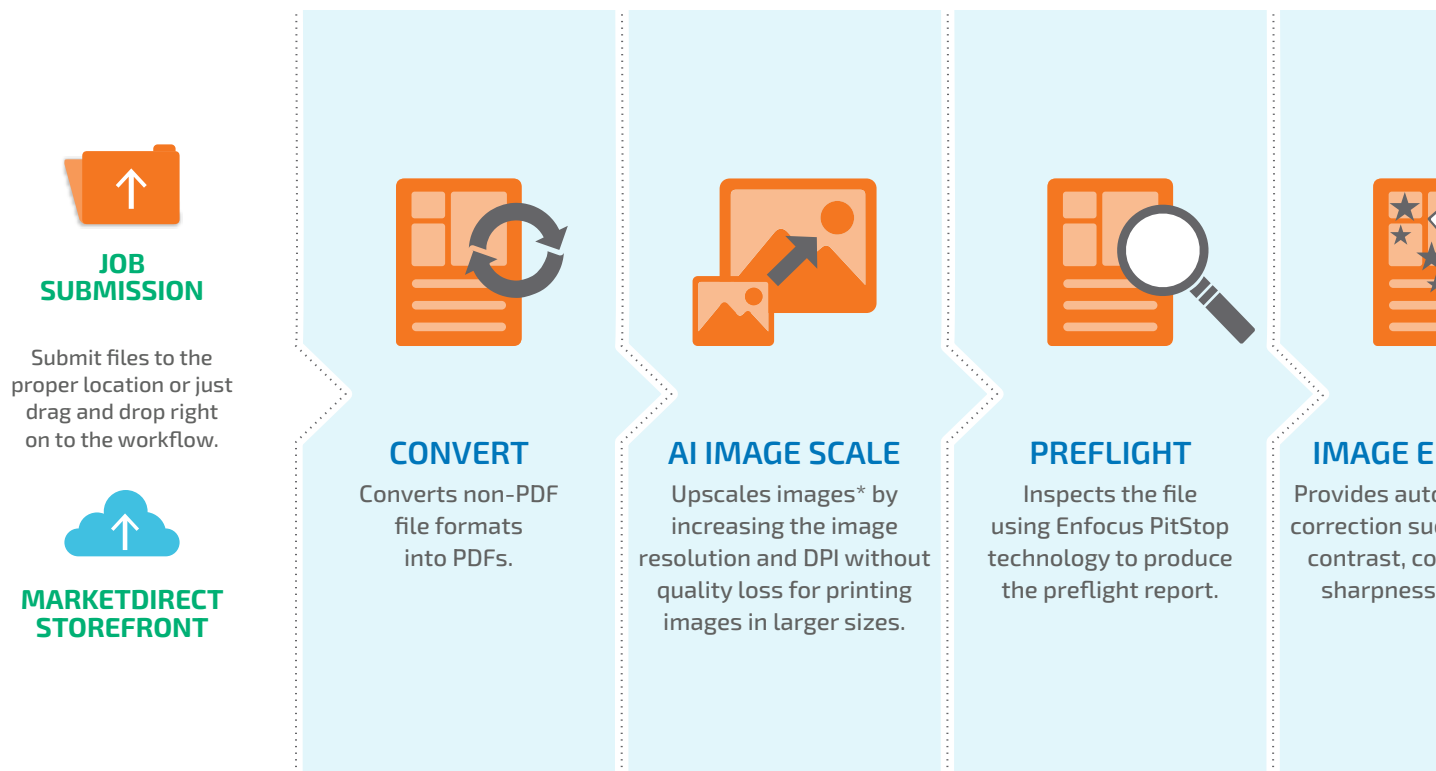 JOB
SUBMISSION
Submit files to the
proper location or just
drag and drop right
on to the workflow.
MARKETDIRECT
STOREFRONT
CONVERT
Converts non-PDF
file formats
into PDFs.
AI IMAGE SCALE
Upscales images* by
increasing the image
resolution and DPI without
quality loss for printing
images in larger sizes.
PREFLIGHT
Inspects the file
using Enfocus PitStop
technology to produce
the preflight report.
IMAGE
Provides
correction
contrast,
sharpness